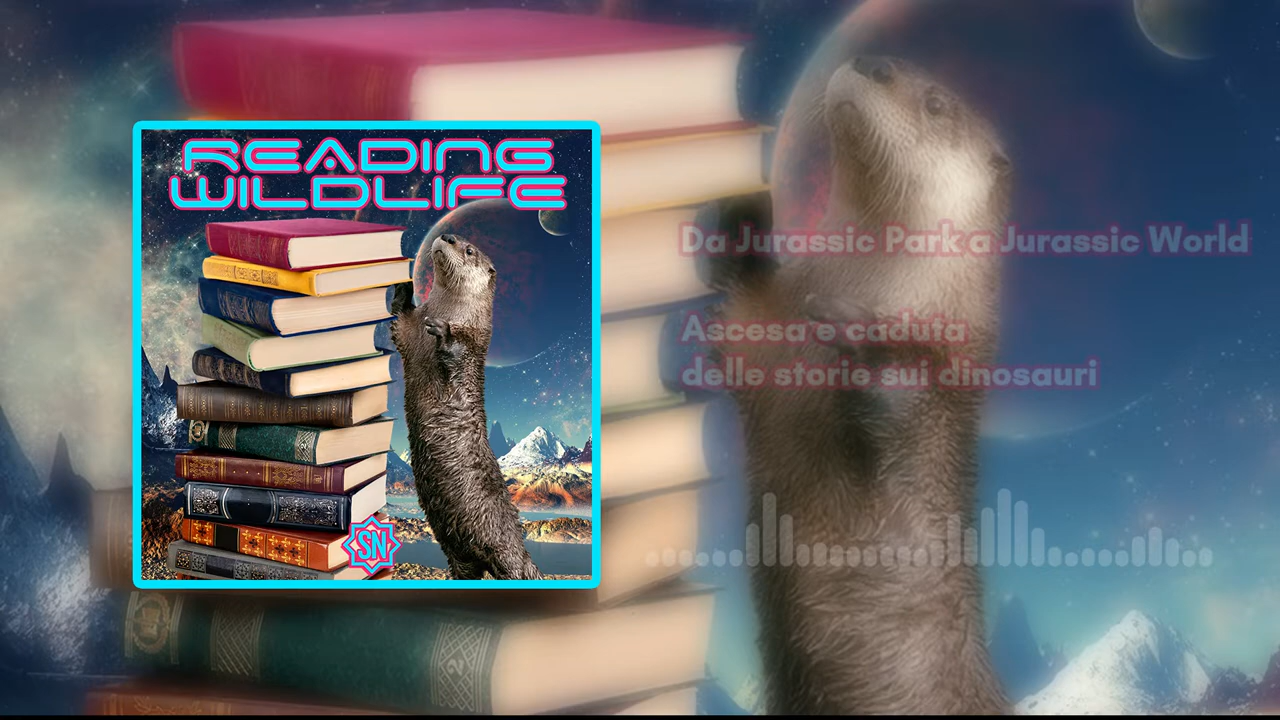 READING
WILDLIFE
SN
Da Jurassic Park a Jurassic World
Ascesa e caduta
delle storie sui dinosauri